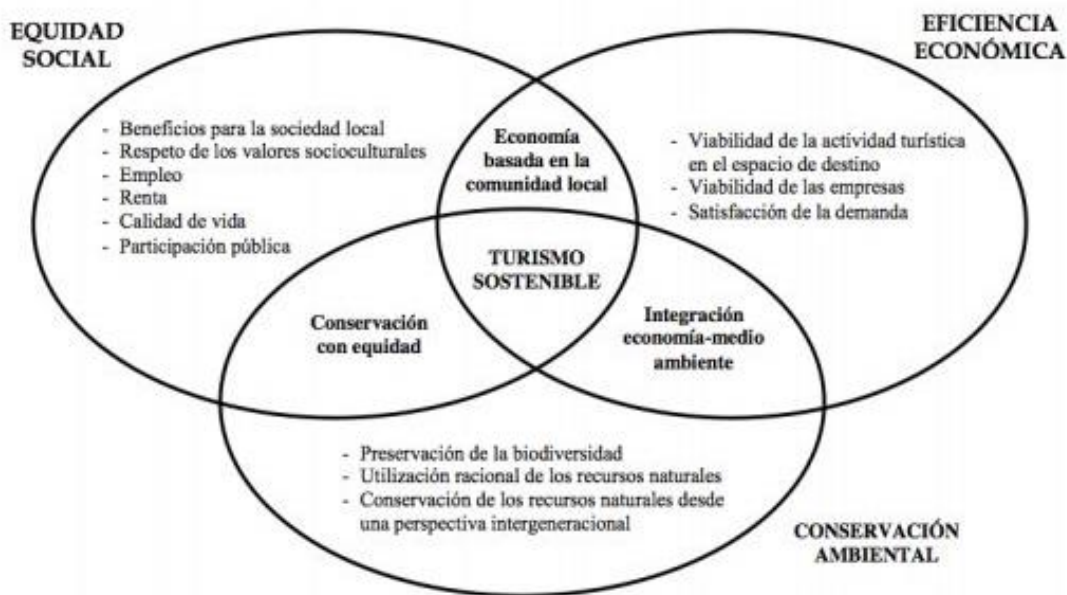 EQUIDAD
SOCIAL
EFICIENCIA
ECONÓMICA
- Beneficios para la sociedad local
- Respeto de los valores socioculturales
- Empleo
- Renta
- Calidad de vida
- Participación pública
Economía
basada en la
comunidad local
- Viabilidad de la actividad turística
en el espacio de destino
- Viabilidad de las empresas
- Satisfacción de la demanda
TURISMO
SOSTENIBLE
Conservación
con equidad
Integración
economía-medio
ambiente
- Preservación de la biodiversidad
- Utilización racional de los recursos naturales
- Conservación de los recursos naturales desde
una perspectiva intergeneracional
CONSERVACIÓN
AMBIENTAL